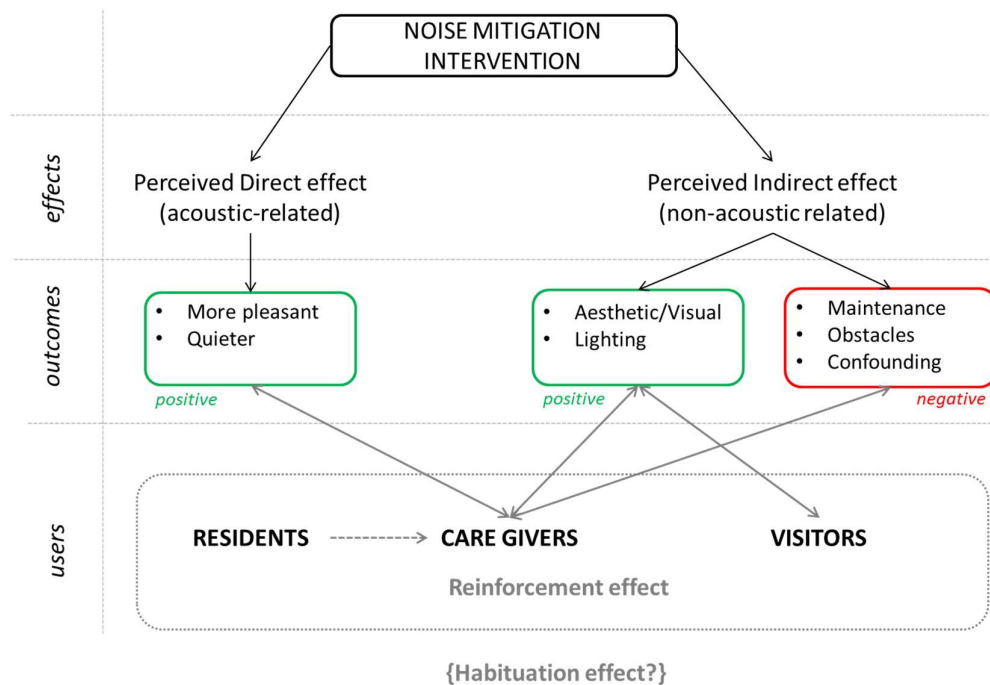 NOISE MITIGATION
INTERVENTION
effects
Perceived Direct effect
(acoustic-related)
Perceived Indirect effect
(non-acoustic related)
outcomes
• More pleasant
• Quieter
positive
• Aesthetic/Visual
• Lighting
positive
• Maintenance
• Obstacles
• Confounding
negative
users
RESIDENTS
CARE GIVERS
VISITORS
Reinforcement effect
{Habituation effect?}